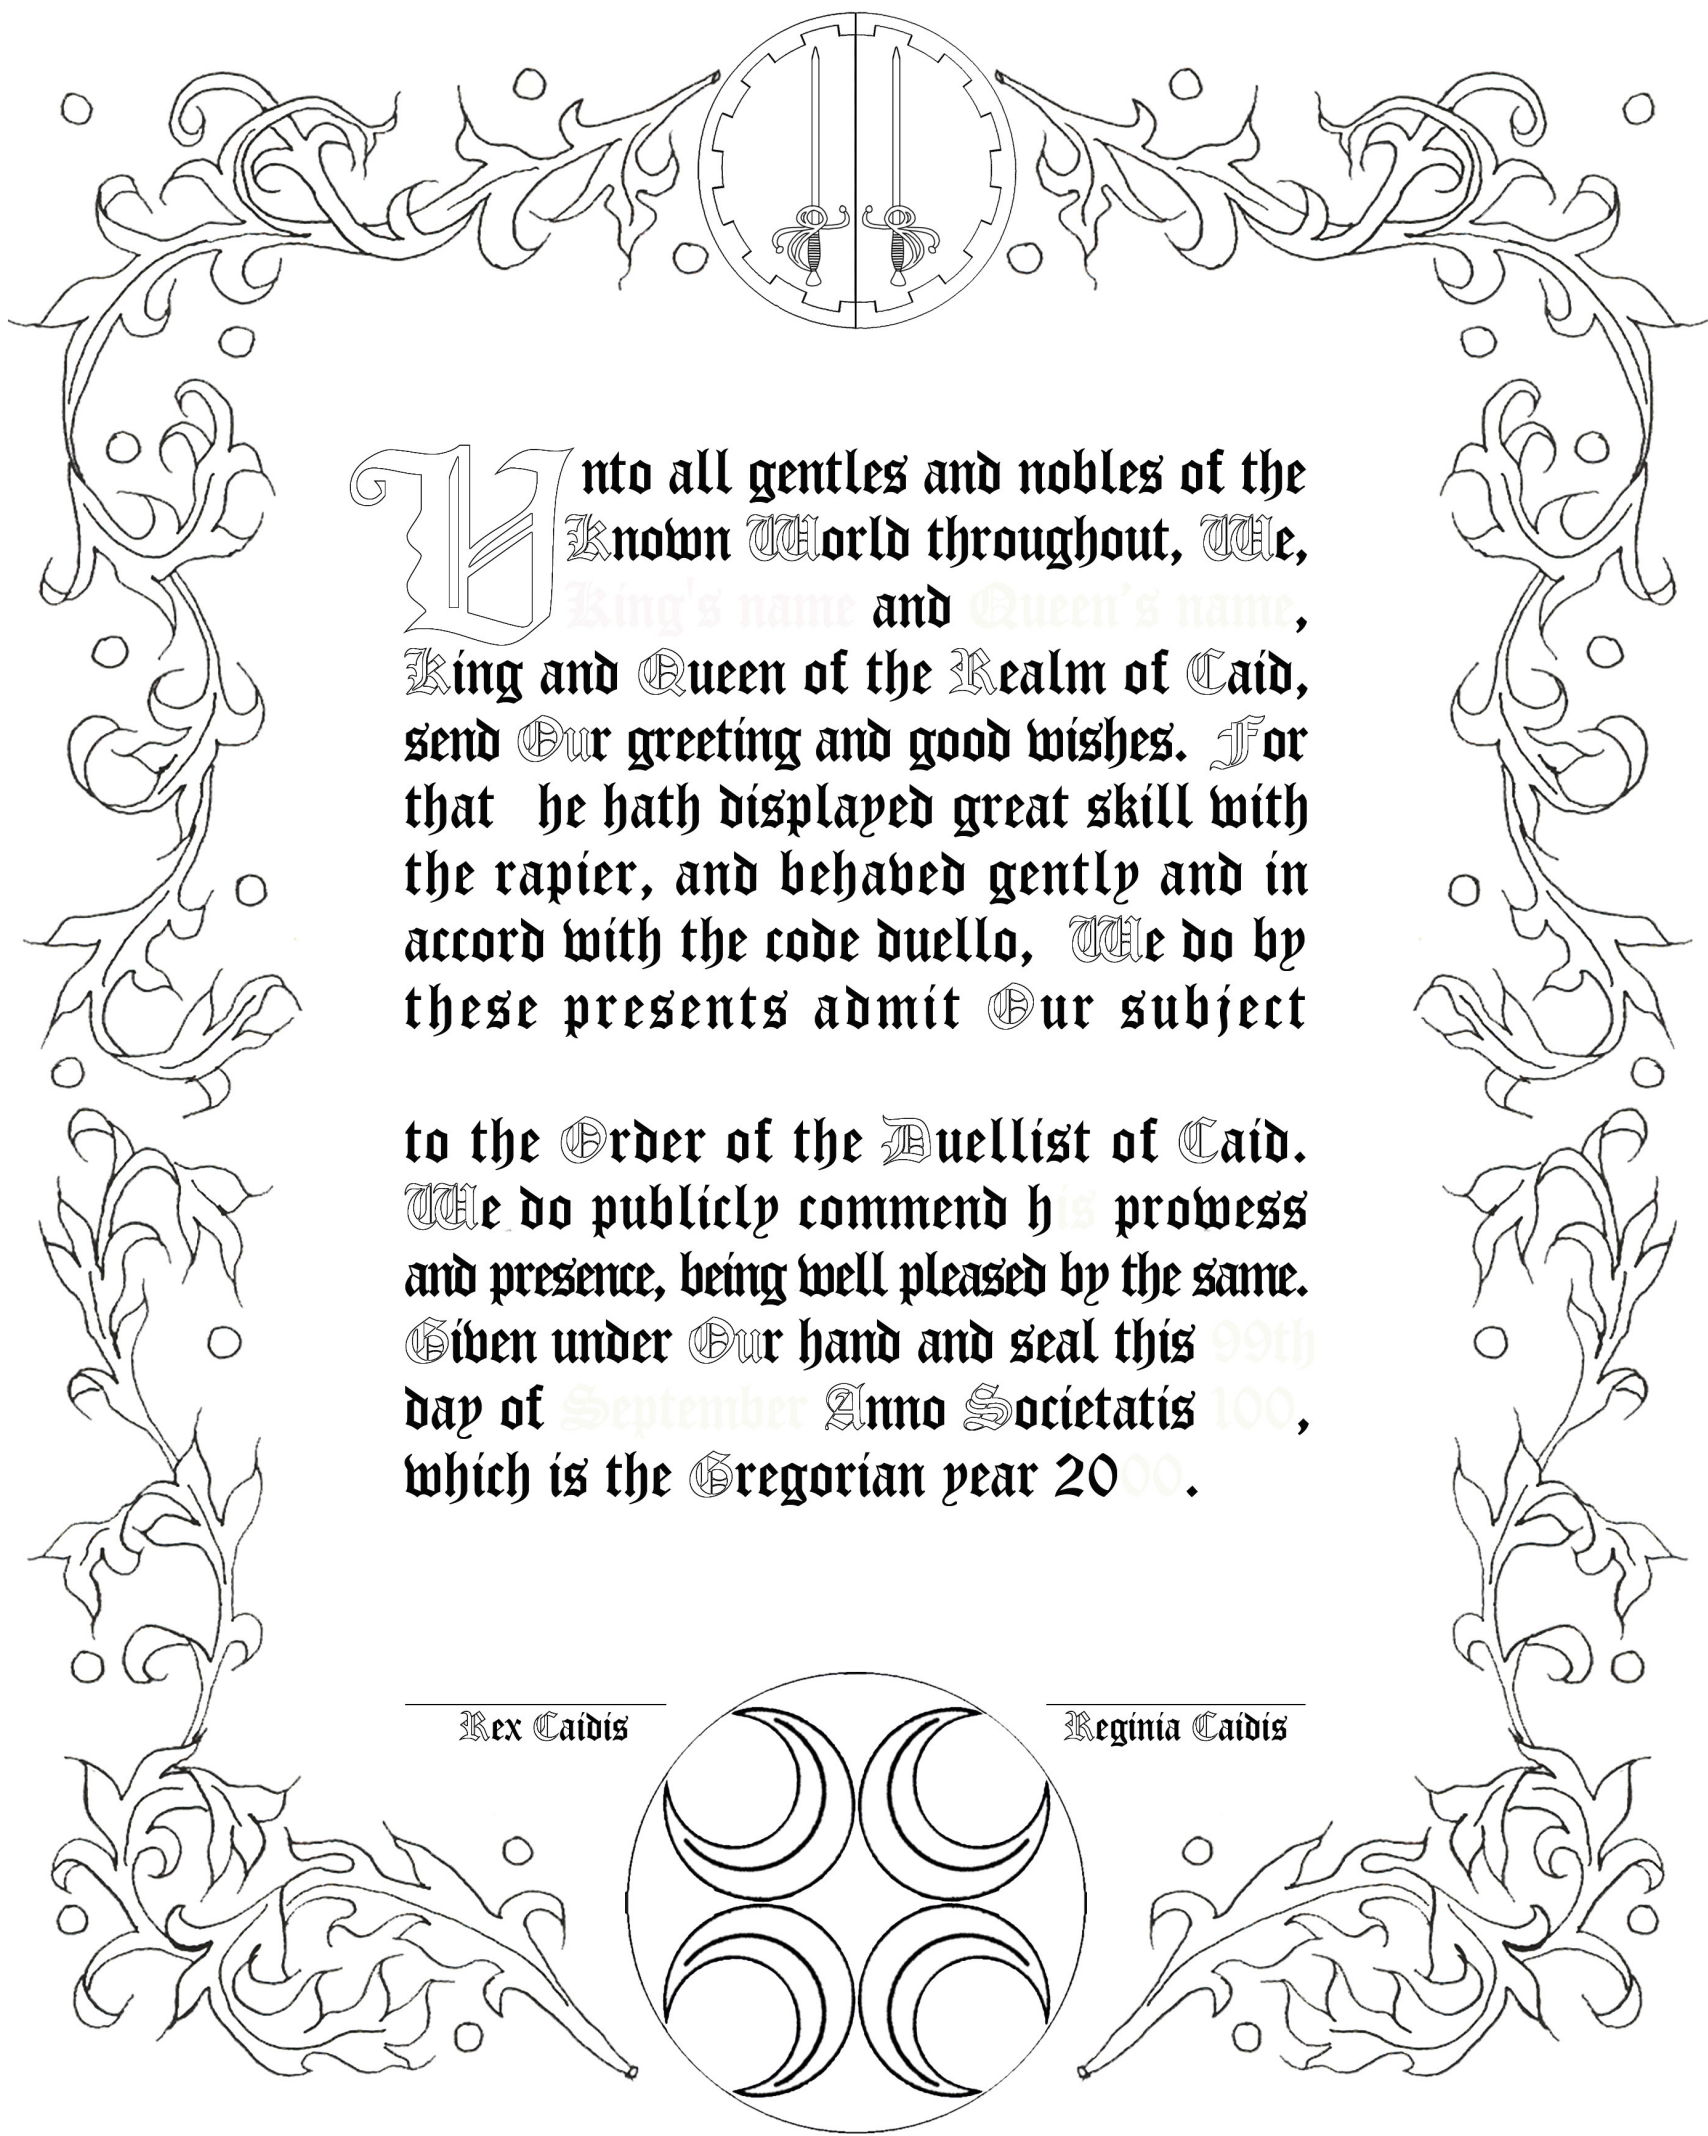 Unto all gentles and nobles of the
Known World throughout, We,
King's name and Queen's name,
King and Queen of the Realm of Caid,
send Our greeting and good wishes. For
that he hath displayed great skill with
the rapier, and behaved gently and in
accord with the code duello, We do by
these presents admit Our subject
to the Order of the Duellist of Caid.
We do publicly commend his prowess
and presence, being well pleased by the same.
Given under Our hand and seal this 99th
day of September Anno Societatis 100,
which is the Gregorian year 2000.
Rex Caidis
Reginia Caidis